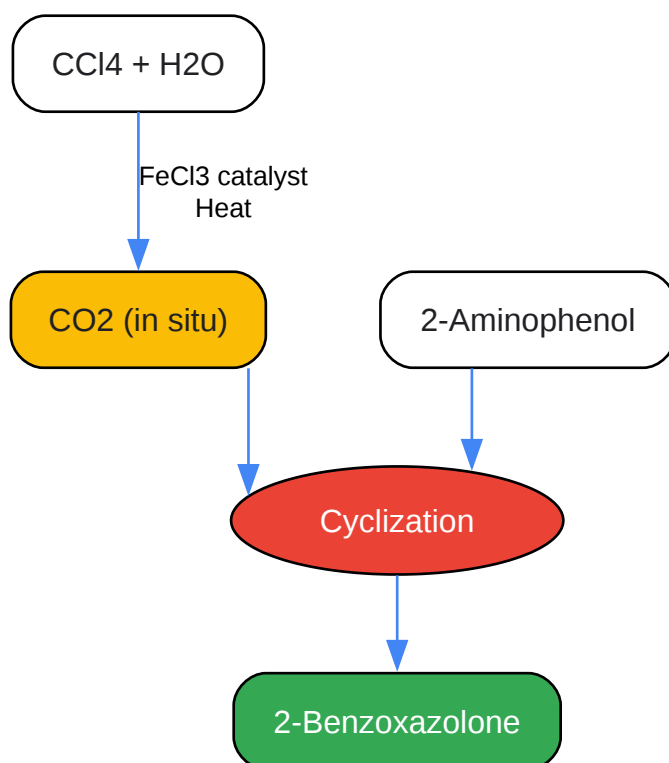 CCl4 + H2O
FeCl3 catalyst
Heat
CO2 (in situ)
2-Aminophenol
Cyclization
2-Benzoxazolone